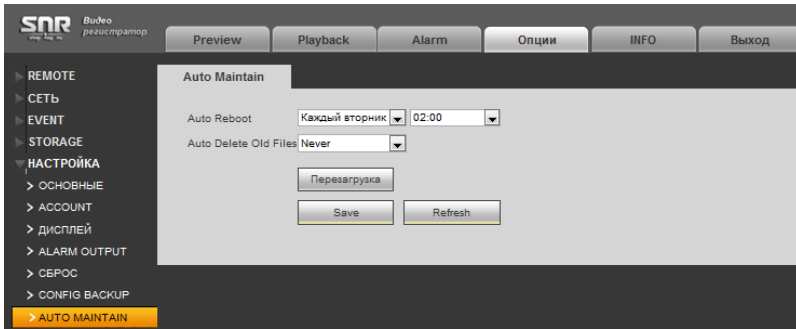 SNR Видео
регистратор
Preview Playback Alarm Опции INFO Выход
REMOTE
СЕТЬ
EVENT
STORAGE
НАСТРОЙКА
> ОСНОВНЫЕ
> ACCOUNT
> ДИСПЛЕЙ
> ALARM OUTPUT
> СБРОС
> CONFIG BACKUP
> AUTO MAINTAIN
Auto Maintain
Auto Reboot Каждый вторник 02:00
Auto Delete Old Files Never
Перезагрузка
Save Refresh